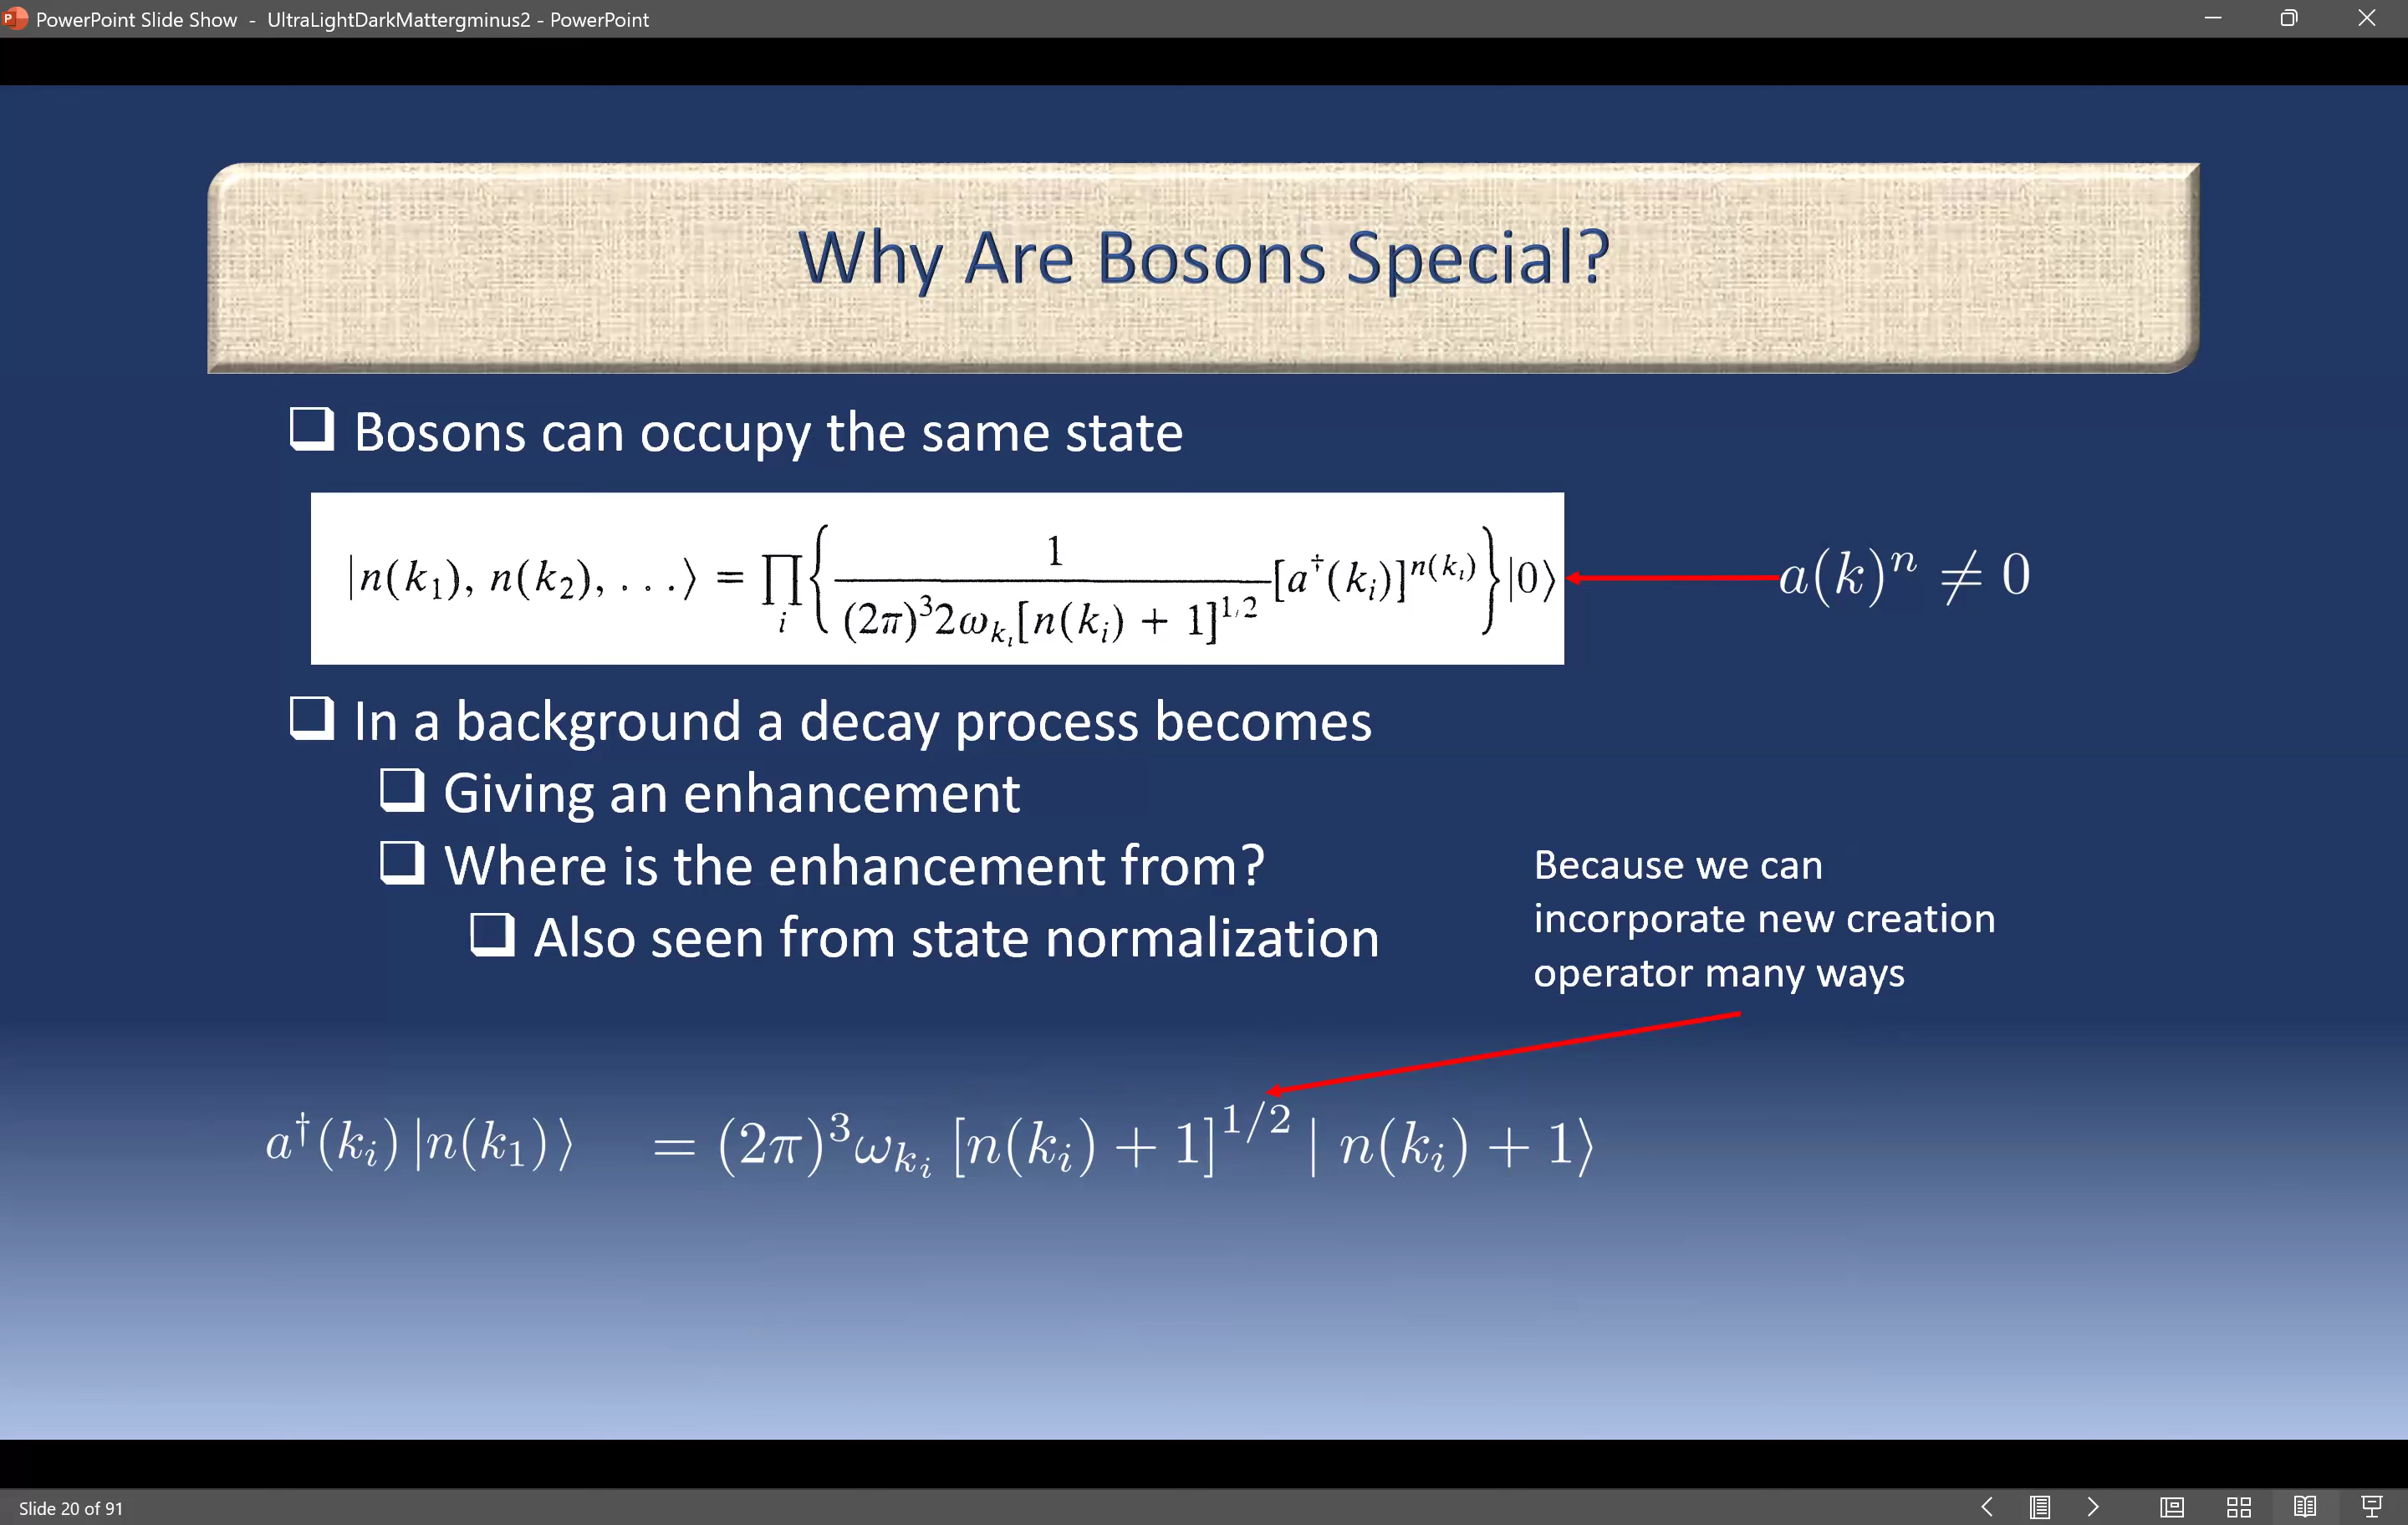 PowerPoint Slide Show - UltraLightDarkMattergminus2 - PowerPoint
Why Are Bosons Special?
Bosons can occupy the same state
|n(k₁), n(k₂), . . .⟩ = ∏ᵢ { 1 / (2π)³2ω_{kᵢ}[n(kᵢ) + 1]^{1/2} [a†(kᵢ)]^{n(kᵢ)} } |0⟩
a(k)ⁿ ≠ 0
In a background a decay process becomes
Giving an enhancement
Where is the enhancement from?
Also seen from state normalization
Because we can
incorporate new creation
operator many ways
a†(kᵢ) |n(k₁)⟩ = (2π)³ω_{kᵢ} [n(kᵢ) + 1]^{1/2} | n(kᵢ) + 1⟩
Slide 20 of 91